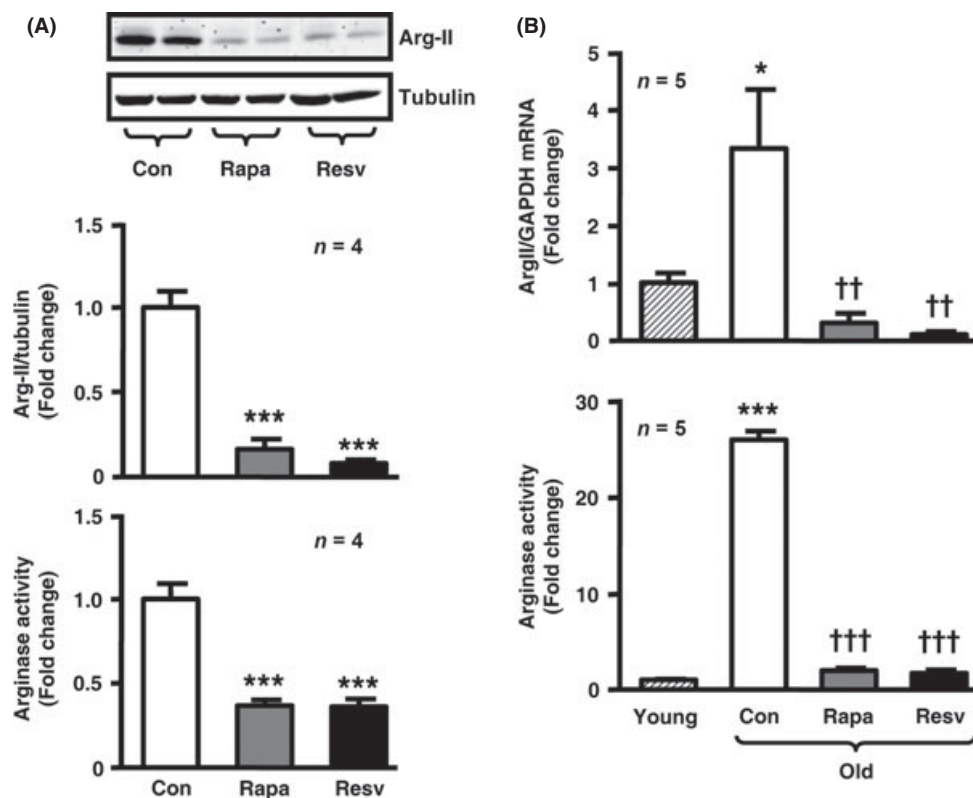 (A)
Arg-II
Tubulin
Con Rapa Resv
1.5
1.0
0.5
0
Arg-II/tubulin
(Fold change)
n = 4
***
***
1.5
1.0
0.5
0
Arginase activity
(Fold change)
n = 4
***
***
Con Rapa Resv
(B)
5
4
3
2
1
0
ArgII/GAPDH mRNA
(Fold change)
n = 5
*
††
††
30
20
10
0
Arginase activity
(Fold change)
n = 5
***
†††
†††
Young Con Rapa Resv
Old